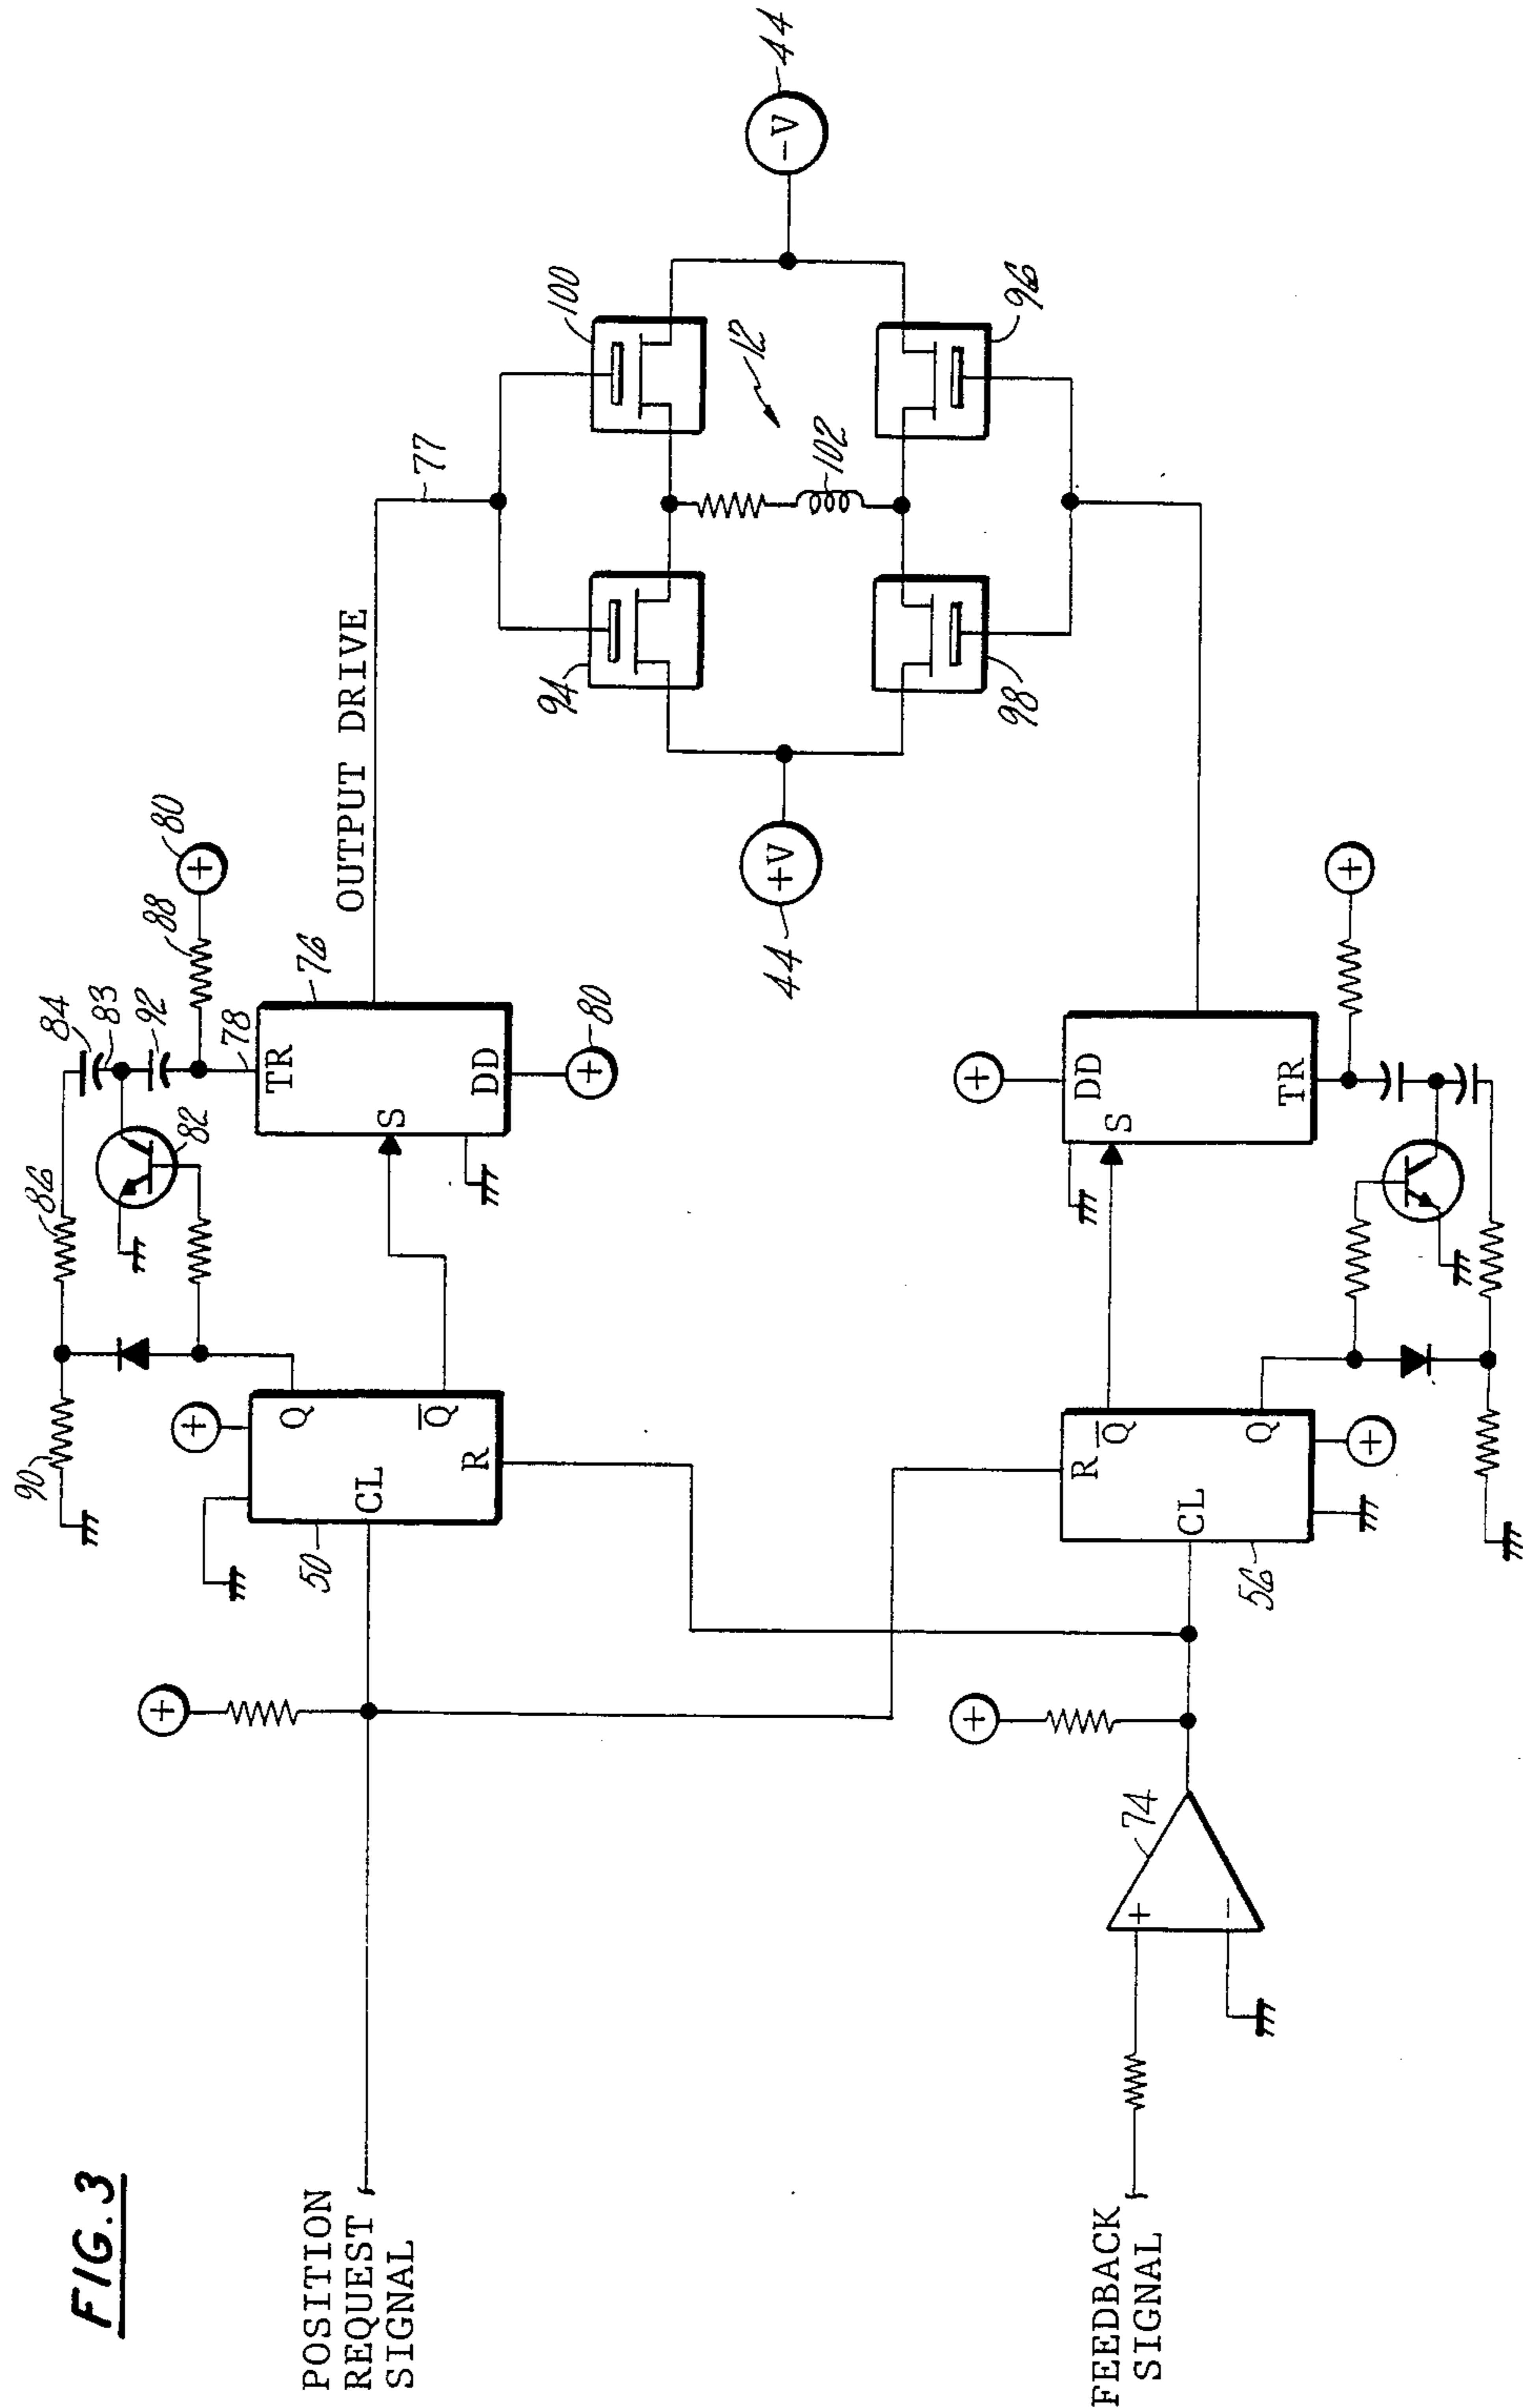 FIG. 3
POSITION
REQUEST
SIGNAL
FEEDBACK
SIGNAL
+
+
+
-
74
90
86
84
83
92
88
80
+
82
78
+
Q
Q̅
CL
R
50
TR
S
DD
76
+
80
OUTPUT DRIVE
77
R
Q̅
CL
Q
56
+
+
DD
S
TR
+
94
100
12
102
98
96
+V
44
-V
44